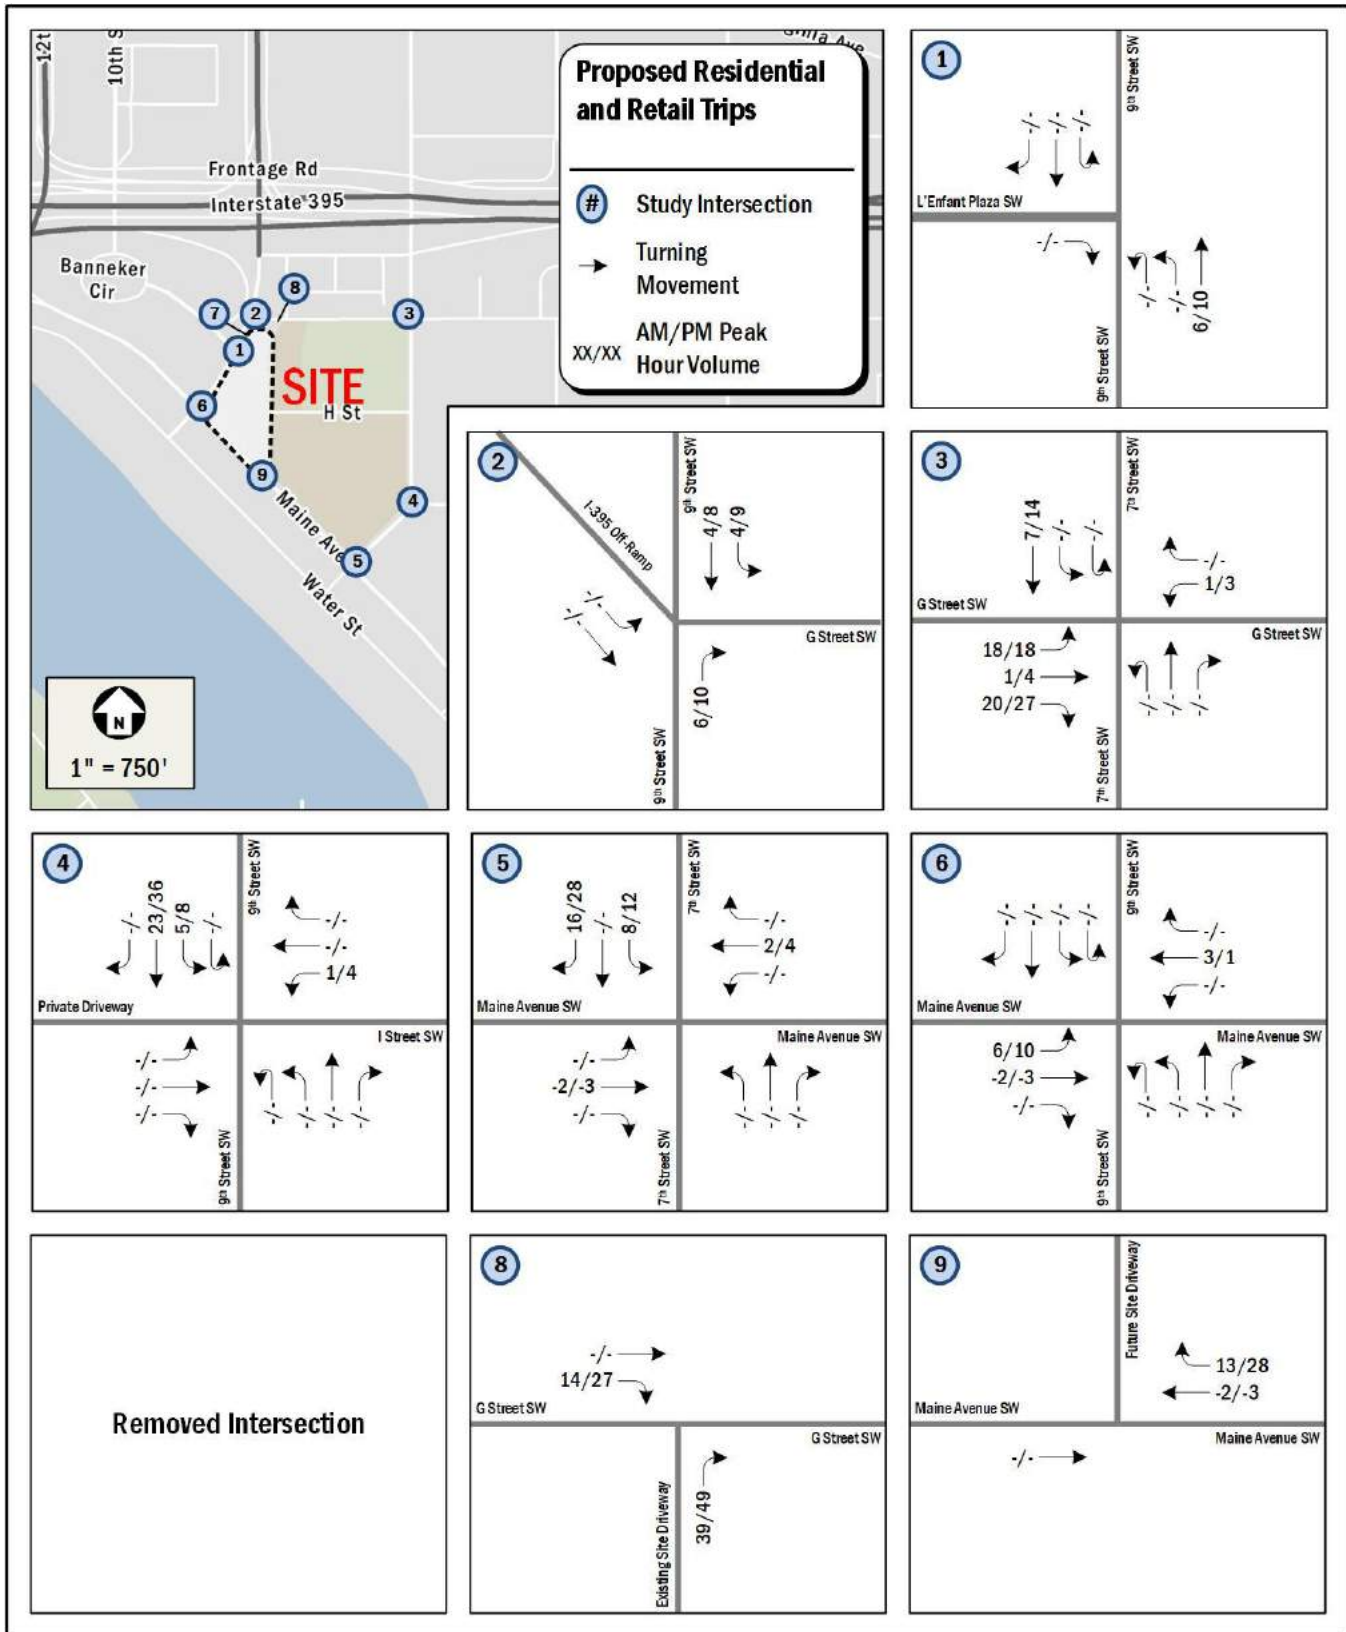 12t
10th S
Frontage Rd
Interstate 395
Banneker
Cir
7
2
8
3
1
SITE
H St
6
9
4
Maine Ave
5
Water St
N
1" = 750'
Proposed Residential
and Retail Trips
#
Study Intersection
Turning
Movement
XX/XX
AM/PM Peak
Hour Volume
1
9th Street SW
-/-
-/-
-/-
L'Enfant Plaza SW
-/-
-/-
-/-
6/10
9th Street SW
2
I-395 Off-Ramp
9th Street SW
4/8
4/9
-/-
-/-
G Street SW
6/10
9th Street SW
3
7th Street SW
7/14
-/-
-/-
-/-
1/3
G Street SW
G Street SW
18/18
1/4
20/27
-/-
-/-
-/-
7th Street SW
4
9th Street SW
-/-
23/36
5/8
-/-
-/-
-/-
1/4
Private Driveway
I Street SW
-/-
-/-
-/-
-/-
-/-
-/-
-/-
9th Street SW
5
7th Street SW
16/28
-/-
8/12
-/-
2/4
-/-
Maine Avenue SW
Maine Avenue SW
-/-
-2/-3
-/-
-/-
-/-
-/-
7th Street SW
6
9th Street SW
-/-
-/-
-/-
-/-
-/-
3/1
-/-
Maine Avenue SW
Maine Avenue SW
6/10
-2/-3
-/-
-/-
-/-
-/-
-/-
9th Street SW
Removed Intersection
8
-/-
14/27
G Street SW
G Street SW
Existing Site Driveway
39/49
9
Future Site Driveway
13/28
-2/-3
Maine Avenue SW
Maine Avenue SW
-/-